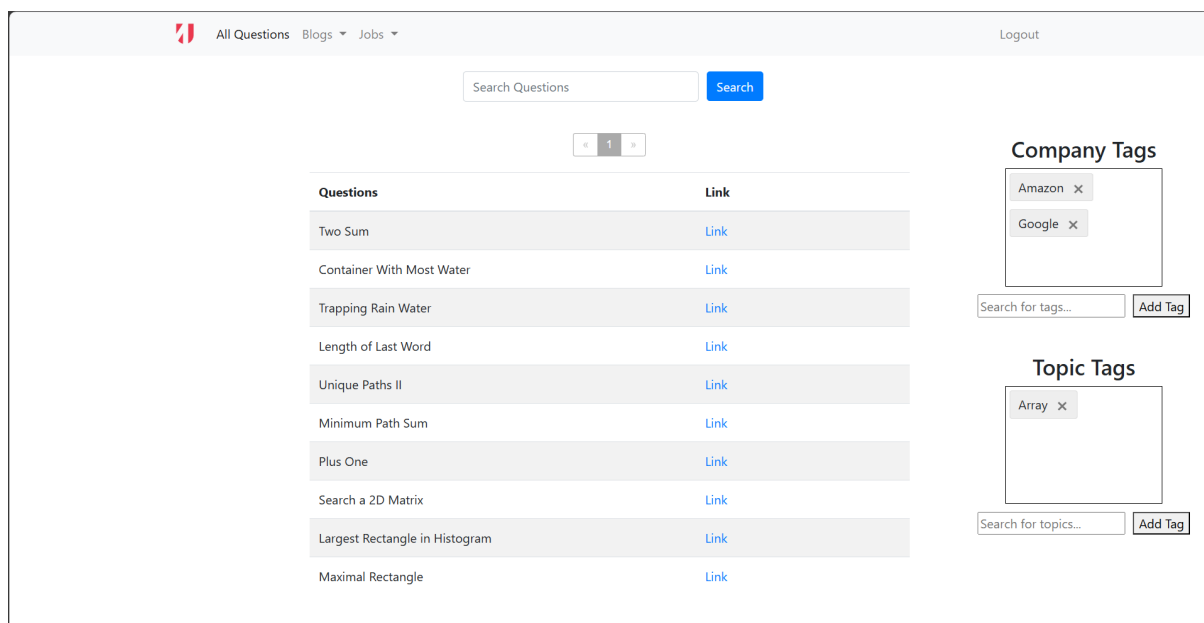 All Questions Blogs Jobs Logout
Search Questions Search
« 1 »
Questions Link
Two Sum Link
Container With Most Water Link
Trapping Rain Water Link
Length of Last Word Link
Unique Paths II Link
Minimum Path Sum Link
Plus One Link
Search a 2D Matrix Link
Largest Rectangle in Histogram Link
Maximal Rectangle Link
Company Tags
Amazon ×
Google ×
Search for tags... Add Tag
Topic Tags
Array ×
Search for topics... Add Tag